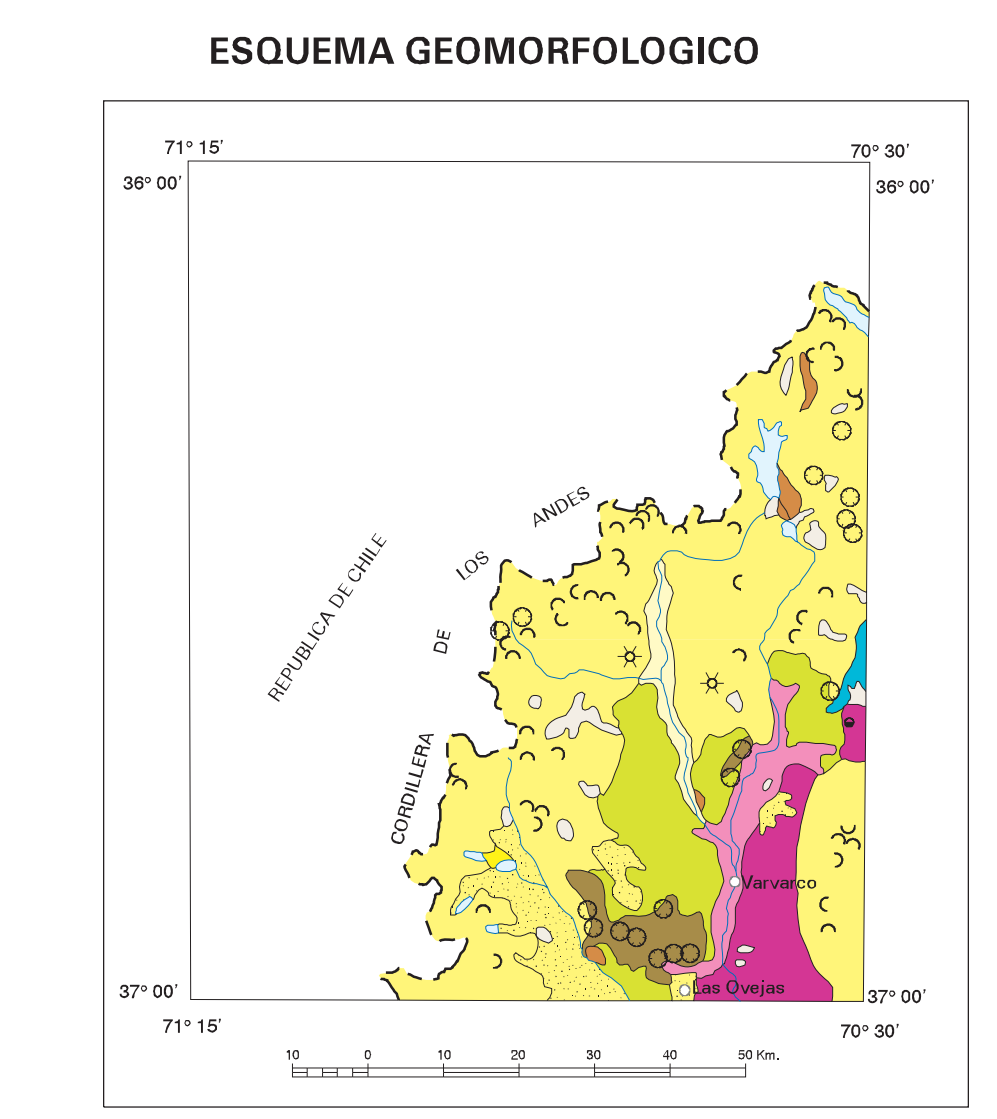 ESQUEMA GEOMORFOLOGICO
71° 15'
70° 30'
36° 00'
36° 00'
ANDES
LOS
REPUBLICA DE CHILE
DE
CORDILLERA
Varvarco
Las Ovejas
37° 00'
37° 00'
71° 15'
70° 30'
10 0 10 20 30 40 50 Km.